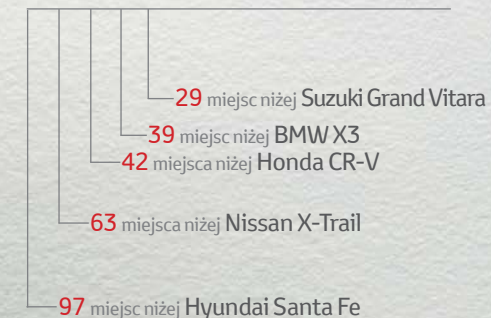 29 miejsc niżej Suzuki Grand Vitara
39 miejsc niżej BMW X3
42 miejsca niżej Honda CR-V
63 miejsca niżej Nissan X-Trail
97 miejsc niżej Hyundai Santa Fe